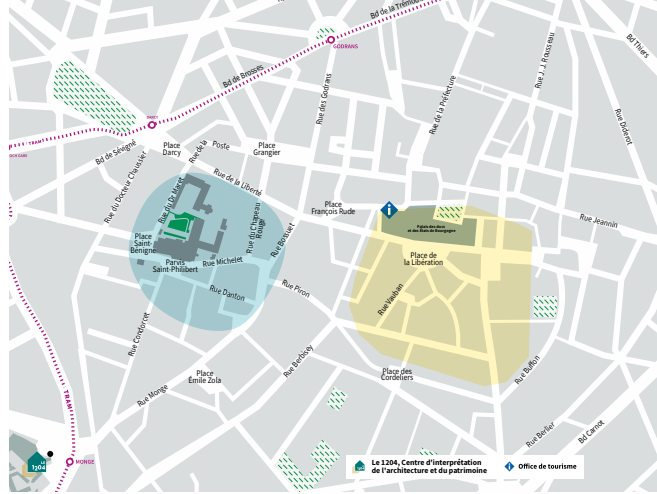 Bd de la Trémouille
GODRANS
Bd de Brosses
Rue des Godrans
Rue de la Préfecture
Rue J. J. Rousseau
Bd Thiers
Rue Diderot
DARCY
TRAM
Bd de Sévigné
Place
Darcy
Rue de la
Poste
Place
Grangier
Rue du Docteur Chaussier
Rue du Dr Maret
Rue de la Liberté
Place
François Rude
Rue Jeannin
Rue du Chapeau
Rouge
Rue Bossuet
Place
Saint-
Bénigne
Parvis
Saint-Philibert
Rue Michelet
Palais des ducs
et des États de Bourgogne
Place de
la Libération
Rue Danton
Rue Piron
Rue Vauban
Rue Condorcet
Rue Berbisey
Place
Émile Zola
Place des
Cordeliers
Rue Buffon
Rue Monge
TRAM
Rue Berlier
Bd Carnot
MONGE
LE
1204
Le 1204, Centre d'interprétation
de l'architecture et du patrimoine
i Office de tourisme